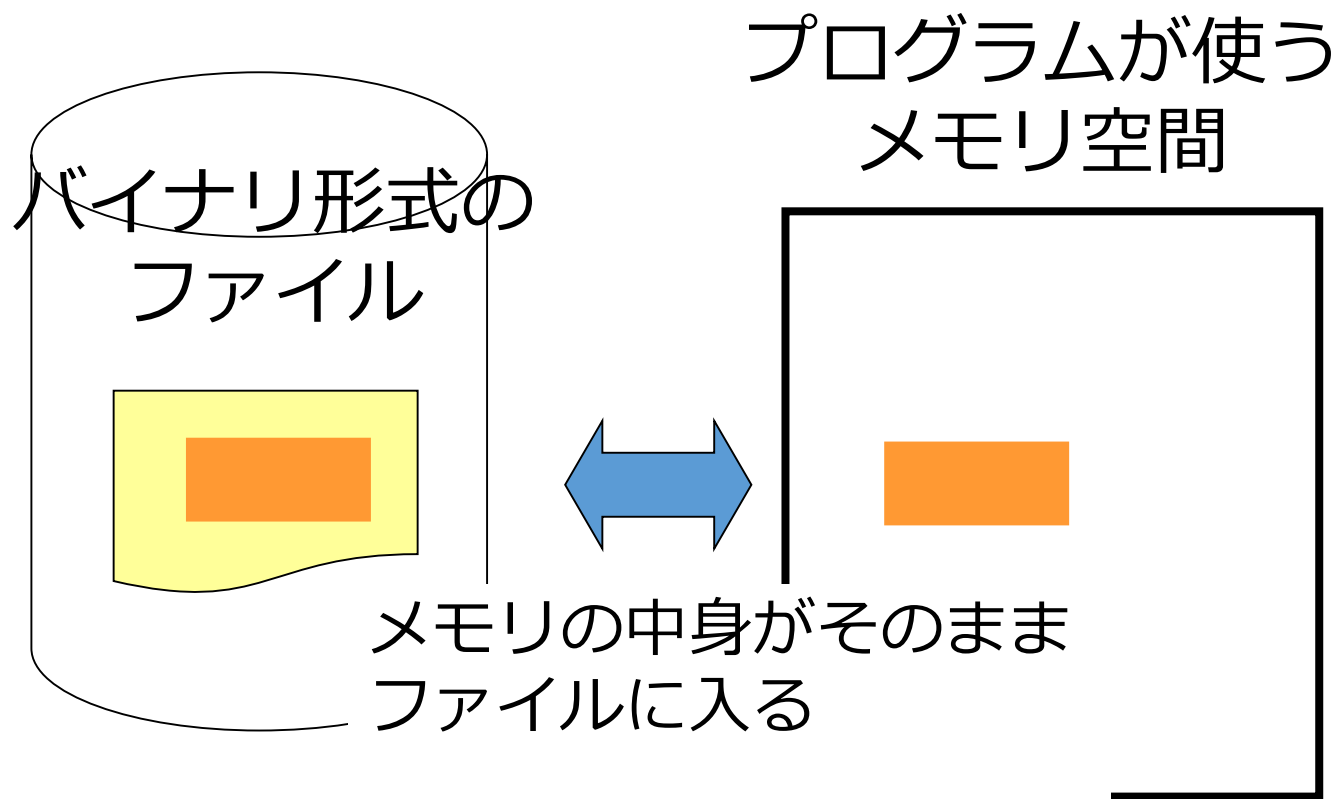 プログラムが使う
メモリ空間
バイナリ形式の
ファイル
メモリの中身がそのまま
ファイルに入る